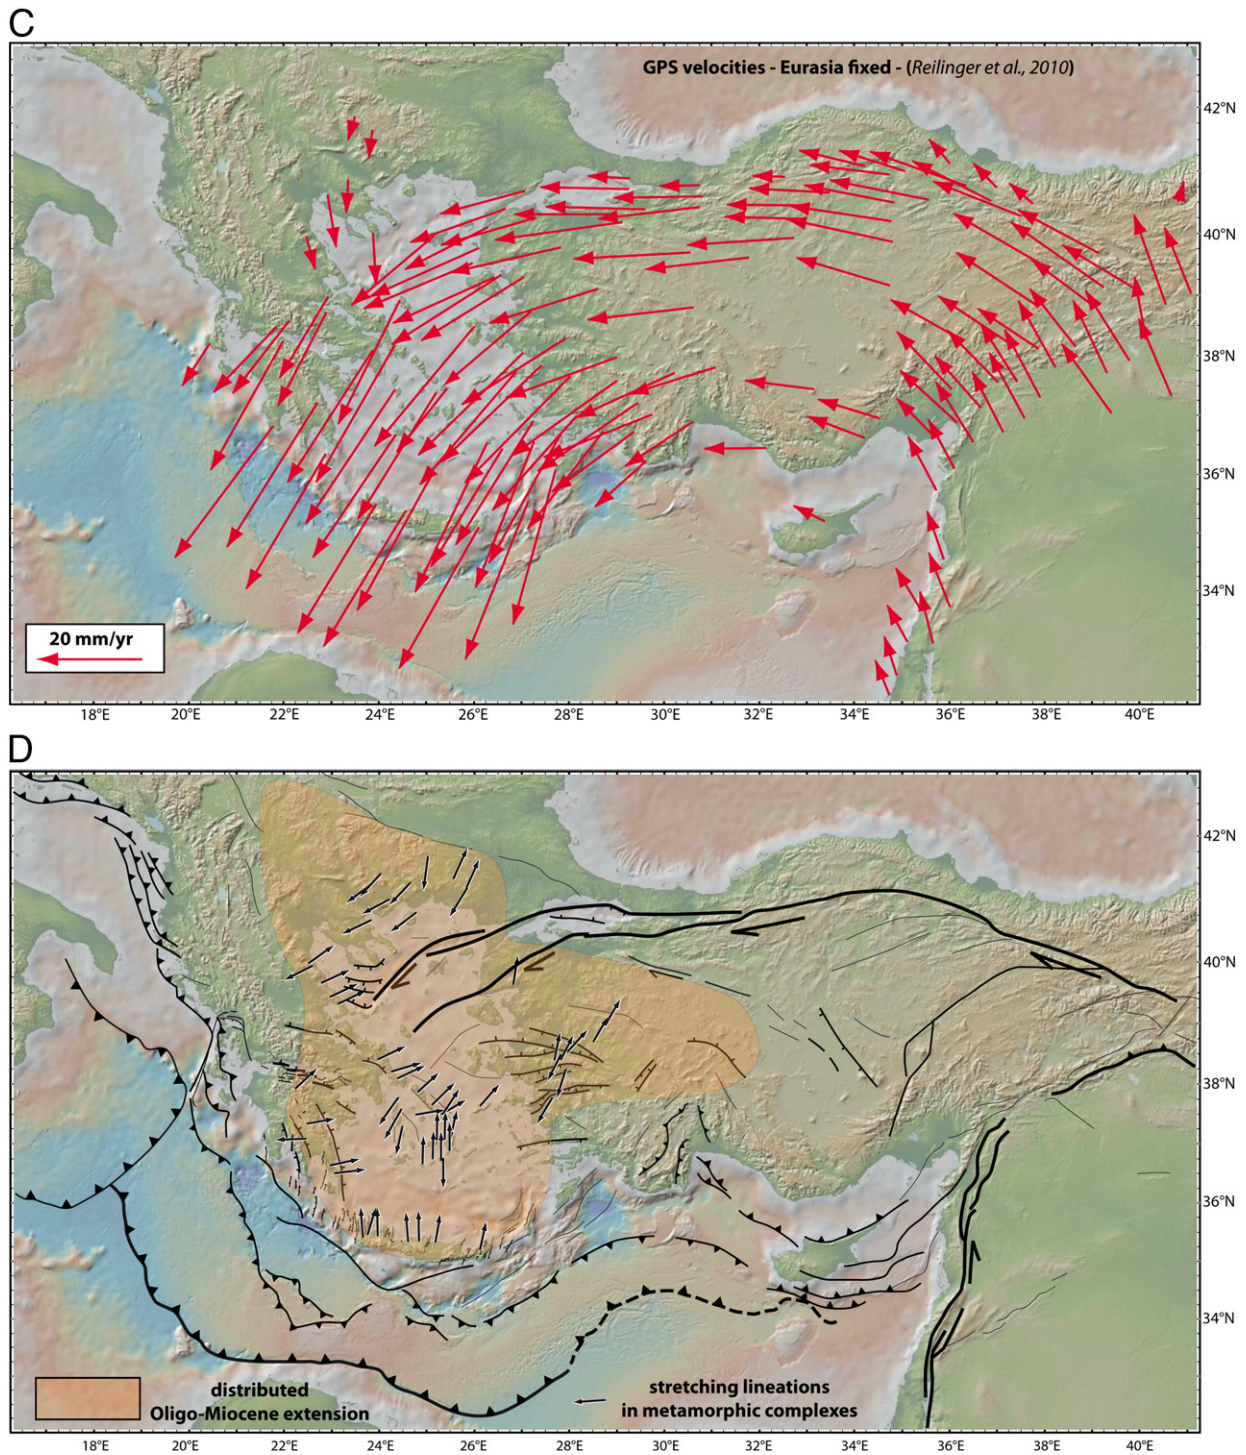 C
GPS velocities - Eurasia fixed - (Reilinger et al., 2010)
42°N
40°N
38°N
36°N
34°N
20 mm/yr
18°E 20°E 22°E 24°E 26°E 28°E 30°E 32°E 34°E 36°E 38°E 40°E
D
42°N
40°N
38°N
36°N
34°N
distributed
Oligo-Miocene extension
stretching lineations
in metamorphic complexes
18°E 20°E 22°E 24°E 26°E 28°E 30°E 32°E 34°E 36°E 38°E 40°E